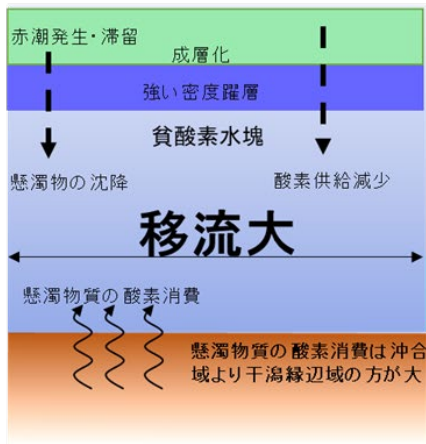 赤潮発生・滞留
成層化
強い密度躍層
貧酸素水塊
懸濁物の沈降
酸素供給減少
移流大
懸濁物質の酸素消費
懸濁物質の酸素消費は沖合
域より干潟縁辺域の方が大